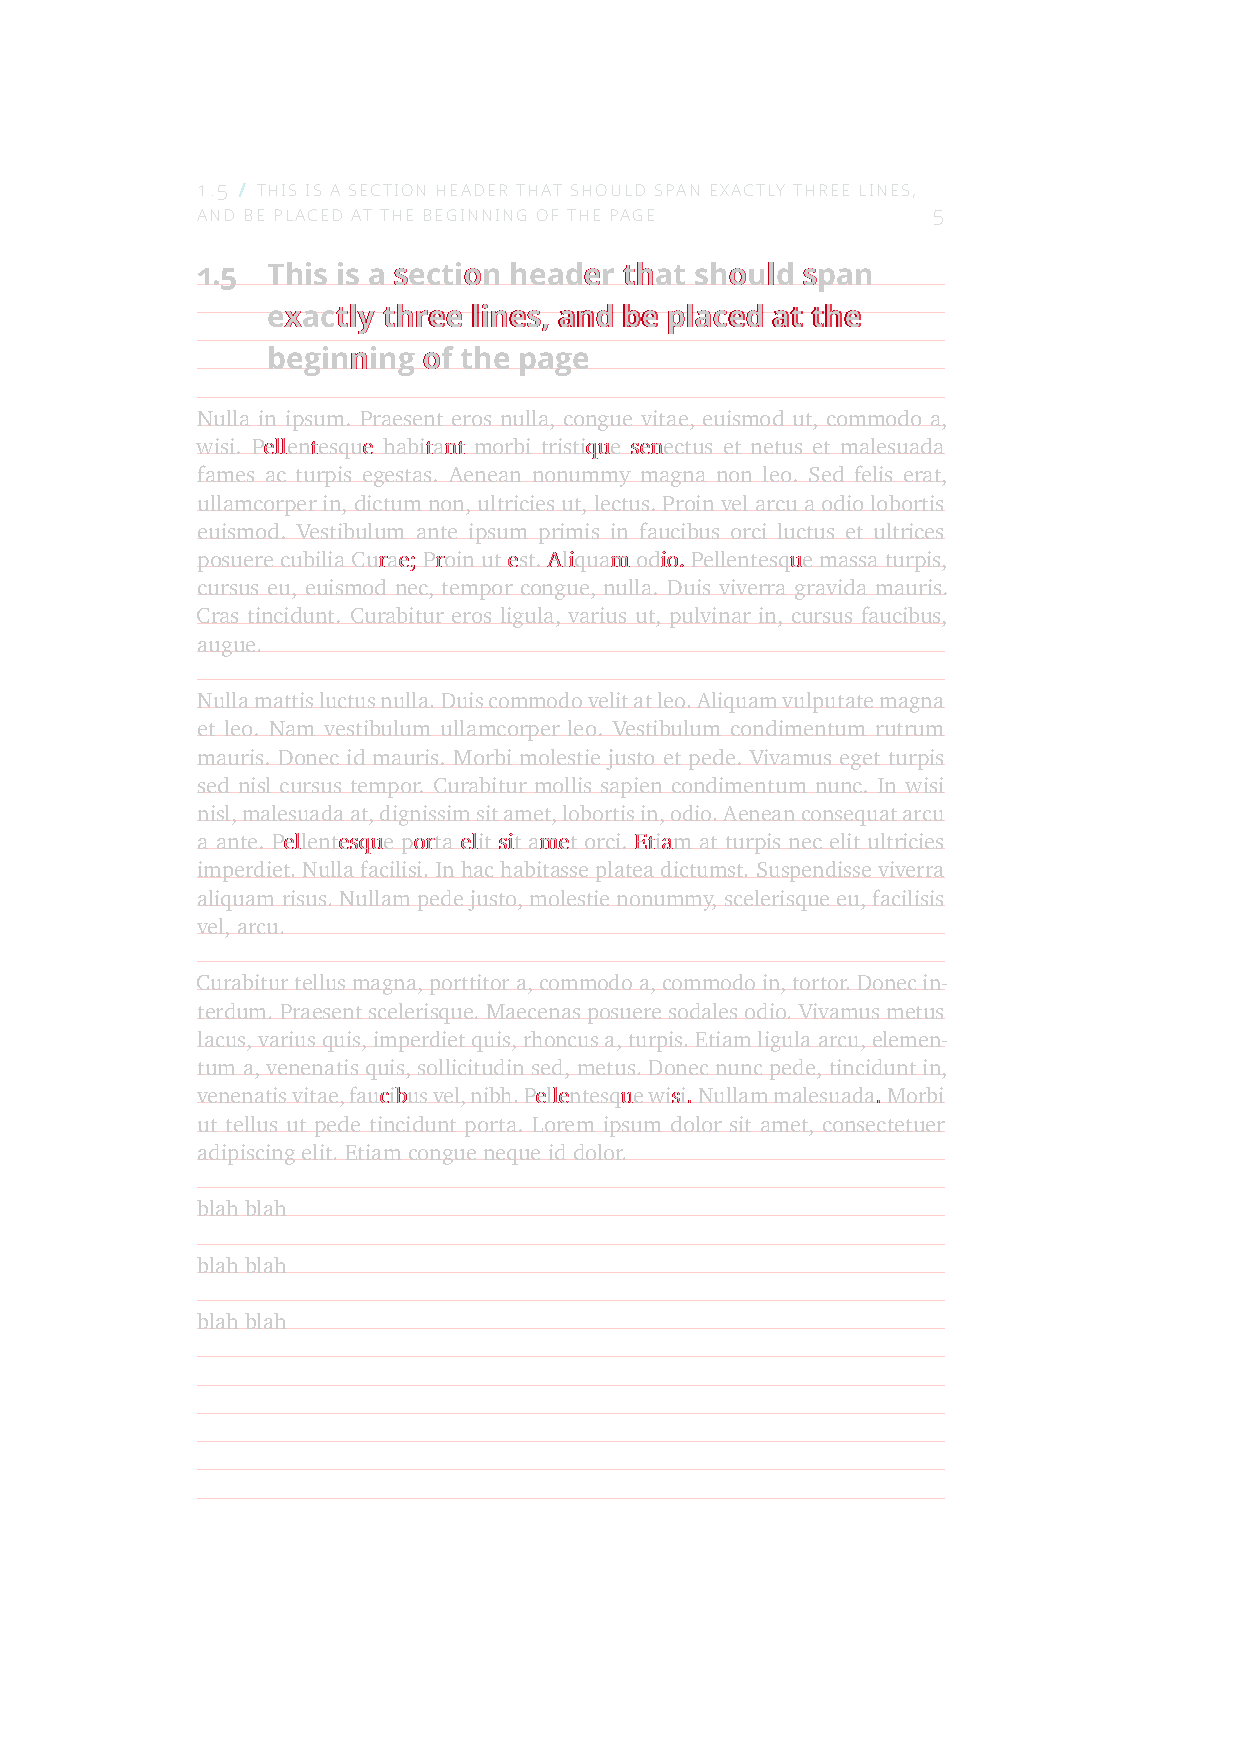 1.5 / THIS IS A SECTION HEADER THAT SHOULD SPAN EXACTLY THREE LINES,
AND BE PLACED AT THE BEGINNING OF THE PAGE 5
1.5 This is a section header that should span
exactly three lines, and be placed at the
beginning of the page
Nulla in ipsum. Praesent eros nulla, congue vitae, euismod ut, commodo a,
wisi. Pellentesque habitant morbi tristique senectus et netus et malesuada
fames ac turpis egestas. Aenean nonummy magna non leo. Sed felis erat,
ullamcorper in, dictum non, ultricies ut, lectus. Proin vel arcu a odio lobortis
euismod. Vestibulum ante ipsum primis in faucibus orci luctus et ultrices
posuere cubilia Curae; Proin ut est. Aliquam odio. Pellentesque massa turpis,
cursus eu, euismod nec, tempor congue, nulla. Duis viverra gravida mauris.
Cras tincidunt. Curabitur eros ligula, varius ut, pulvinar in, cursus faucibus,
augue.
Nulla mattis luctus nulla. Duis commodo velit at leo. Aliquam vulputate magna
et leo. Nam vestibulum ullamcorper leo. Vestibulum condimentum rutrum
mauris. Donec id mauris. Morbi molestie justo et pede. Vivamus eget turpis
sed nisl cursus tempor. Curabitur mollis sapien condimentum nunc. In wisi
nisl, malesuada at, dignissim sit amet, lobortis in, odio. Aenean consequat arcu
a ante. Pellentesque porta elit sit amet orci. Etiam at turpis nec elit ultricies
imperdiet. Nulla facilisi. In hac habitasse platea dictumst. Suspendisse viverra
aliquam risus. Nullam pede justo, molestie nonummy, scelerisque eu, facilisis
vel, arcu.
Curabitur tellus magna, porttitor a, commodo a, commodo in, tortor. Donec in-
terdum. Praesent scelerisque. Maecenas posuere sodales odio. Vivamus metus
lacus, varius quis, imperdiet quis, rhoncus a, turpis. Etiam ligula arcu, elemen-
tum a, venenatis quis, sollicitudin sed, metus. Donec nunc pede, tincidunt in,
venenatis vitae, faucibus vel, nibh. Pellentesque wisi. Nullam malesuada. Morbi
ut tellus ut pede tincidunt porta. Lorem ipsum dolor sit amet, consectetuer
adipiscing elit. Etiam congue neque id dolor.
blah blah
blah blah
blah blah